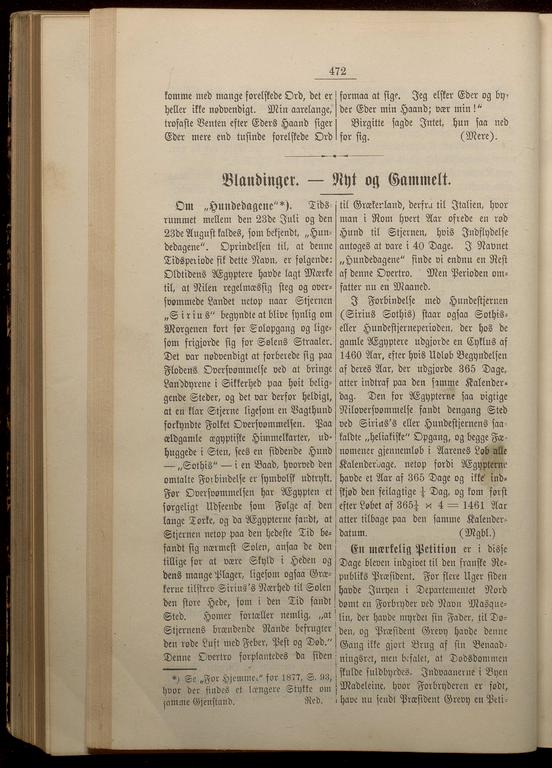 472
komme med mange forelskede Ord, det er
heller ikke nødvendigt. Min aarelange,
trofaste Venten efter Eders Haand siger
Eder mere end tusinde forelskede Ord
formaa at sige. Jeg elsker Eder og by-
der Eder min Haand; vær min!"
Birgitte sagde Intet, hun saa ned
for sig. (Mere).
Blandinger. — Nyt og Gammelt.
Om „Hundedagene"*). Tids-
rummet mellem den 23de Juli og den
23de August kaldes, som bekjendt, „Hun-
dedagene". Oprindelsen til, at denne
Tidsperiode fik dette Navn, er følgende:
Oldtidens Ægyptere havde lagt Mærke
til, at Nilen regelmæssig steg og over-
svømmede Landet netop naar Stjernen
„Sirius" begyndte at blive synlig om
Morgenen kort før Solopgang og lige-
som frigjorde sig for Solens Straaler.
Det var nødvendigt at forberede sig paa
Flodens Oversvømmelse ved at bringe
Landdyrene i Sikkerhed paa høit belig-
gende Steder, og det var derfor heldigt,
at en klar Stjerne ligesom en Vagthund
forkyndte Folket Oversvømmelsen. Paa
ældgamle ægyptiske Himmelkarter, ud-
huggede i Sten, sees en siddende Hund
— „Sothis" — i en Baad, hvorved den
omtalte Forbindelse er symbolsk udtrykt.
Før Oversvømmelsen har Ægypten et
sørgeligt Udseende som Følge af den
lange Tørke, og da Ægypterne fandt, at
Stjernen netop paa den hedeste Tid be-
fandt sig nærmest Solen, ansaa de den
tillige for at være Skyld i Heden og
dens mange Plager, ligesom ogsaa Græ-
kerne tilskrev Sirius's Nærhed til Solen
den store Hede, som i den Tid fandt
Sted. Homer fortæller nemlig, „at
Stjernens brændende Aande befrugter
den røde Luft med Feber, Pest og Død."
Denne Overtro forplantedes da siden
*) Se „For Hjemmet" for 1877, S. 93,
hvor der findes et længere Stykke om
samme Gjenstand. Red.
til Grækenland, derfra til Italien, hvor
man i Rom hvert Aar ofrede en rød
Hund til Stjernen, hvis Indflydelse
antoges at vare i 40 Dage. I Navnet
„Hundedagene" finde vi endnu en Rest
af denne Overtro. Men Perioden om-
fatter nu en Maaned.
I Forbindelse med Hundestjernen
(Sirius Sothis) staar ogsaa Sothis-
eller Hundestjerneperioden, der hos de
gamle Ægyptere udgjorde en Cyklus af
1460 Aar, efter hvis Udløb Begyndelsen
af deres Aar, der udgjorde 365 Dage,
atter indtraf paa den samme Kalender-
dag. Den for Ægypterne saa vigtige
Niloversvømmelse fandt dengang Sted
ved Sirius's eller Hundestjernens saa-
kaldte „heliakiske" Opgang, og begge Fæ-
nomener gjennemløb i Aarenes Løb alle
Kalenderdage, netop fordi Ægypterne
havde et Aar af 365 Dage og ikke ind-
skjød den feilagtige ¼ Dag, og kom først
efter Løbet af 365¼ × 4 = 1461 Aar
atter tilbage paa den samme Kalender-
datum. (Mgbl.)
En mærkelig Petition er i disse
Dage bleven indgivet til den franske Re-
publiks Præsident. For flere Uger siden
havde Juryen i Departementet Nord
dømt en Forbryder ved Navn Masque-
lin, der havde myrdet sin Fader, til Dø-
den, og Præsident Grevy havde denne
Gang ikke gjort Brug af sin Benaad-
ningsret, men befalet, at Dødsdommen
skulde fuldbyrdes. Indvaanerne i Byen
Madeleine, hvor Forbryderen er født,
have nu sendt Præsident Grevy en Peti-